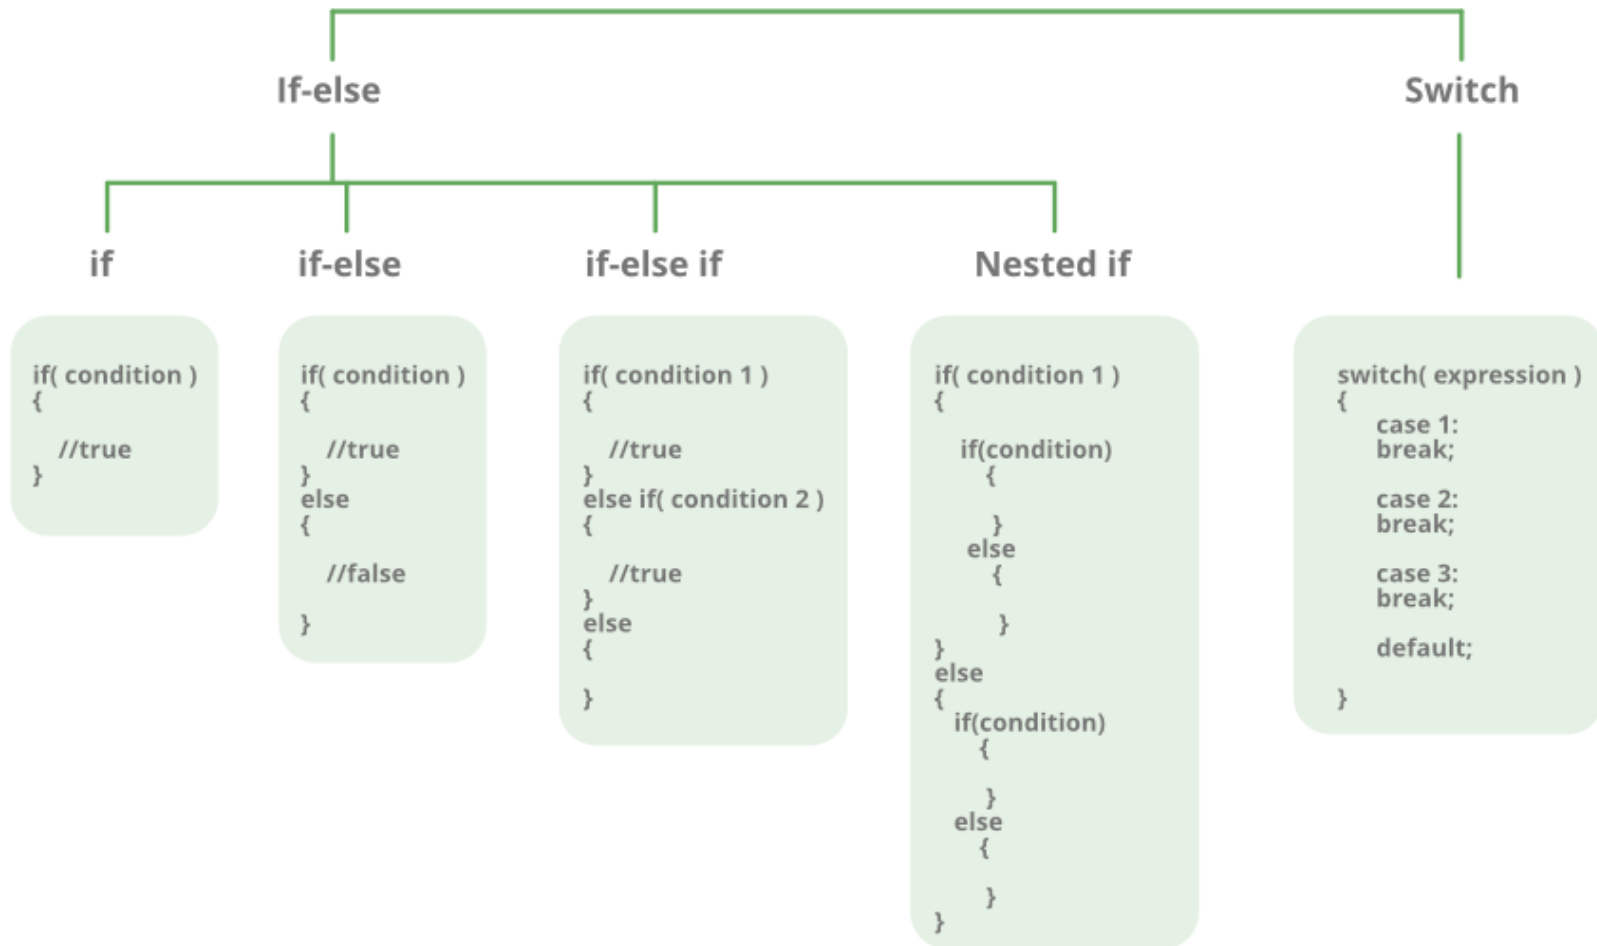 If-else
Switch
if
if-else
if-else if
Nested if
if( condition )
{
//true
}
if( condition )
{
//true
}
else
{
//false
}
if( condition 1 )
{
//true
}
else if( condition 2 )
{
//true
}
else
{
}
if( condition 1 )
{
if(condition)
{
}
else
{
}
}
else
{
if(condition)
{
}
else
{
}
}
switch( expression )
{
case 1:
break;
case 2:
break;
case 3:
break;
default;
}